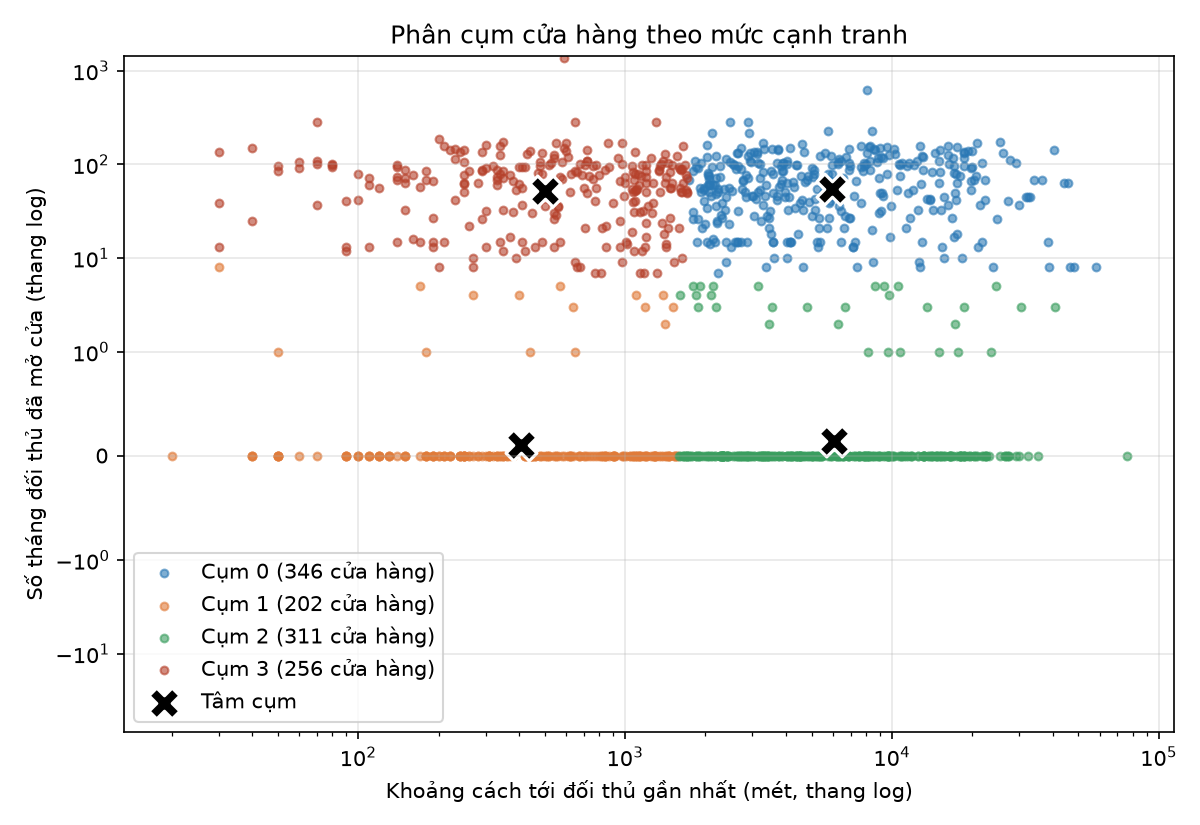 Phân cụm cửa hàng theo mức cạnh tranh
Số tháng đối thủ đã mở cửa (thang log)
10³
10²
10¹
10⁰
0
−10⁰
−10¹
Cụm 0 (346 cửa hàng)
Cụm 1 (202 cửa hàng)
Cụm 2 (311 cửa hàng)
Cụm 3 (256 cửa hàng)
Tâm cụm
10² 10³ 10⁴ 10⁵
Khoảng cách tới đối thủ gần nhất (mét, thang log)